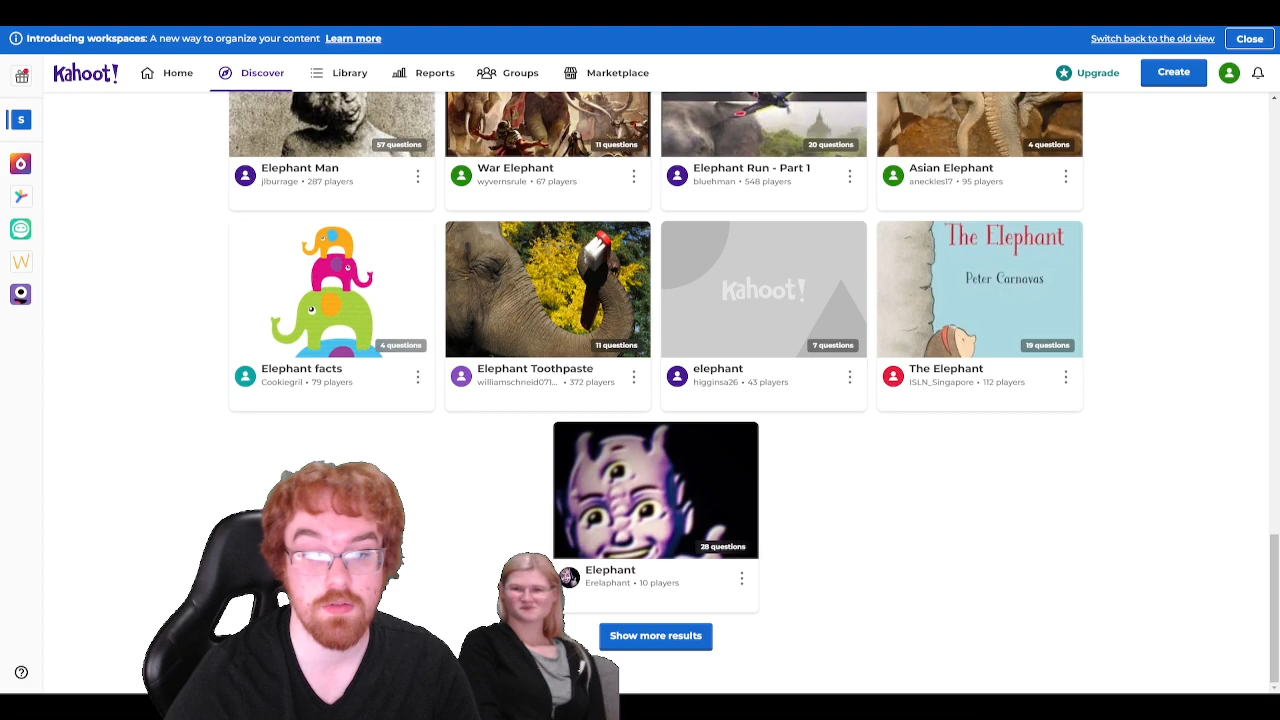 Introducing workspaces: A new way to organize your content Learn more
Switch back to the old view
Close
Kahoot!
Home
Discover
Library
Reports
Groups
Marketplace
Upgrade
Create
S
W
57 questions
11 questions
20 questions
4 questions
Elephant Man
jlburrage • 287 players
War Elephant
wyvernsrule • 67 players
Elephant Run - Part 1
bluehman • 548 players
Asian Elephant
aneckles17 • 95 players
The Elephant
Peter Carnavas
Kahoot!
4 questions
11 questions
7 questions
19 questions
Elephant facts
Cookiegril • 79 players
Elephant Toothpaste
williamschneid071... • 372 players
elephant
higginsa26 • 43 players
The Elephant
ISLN_Singapore • 112 players
28 questions
Elephant
Erelaphant • 10 players
Show more results